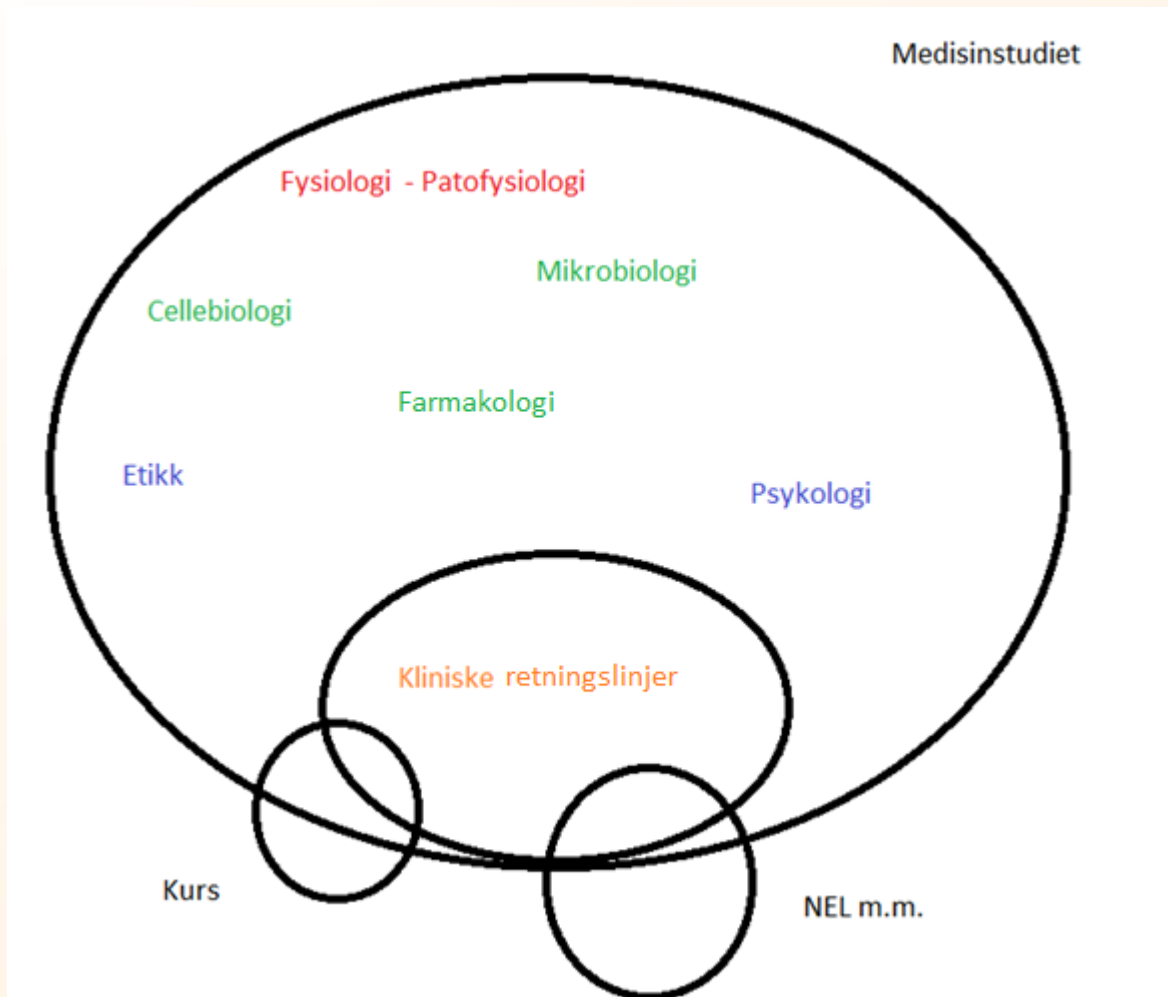 Medisinstudiet
Fysiologi - Patofysiologi
Mikrobiologi
Cellebiologi
Farmakologi
Etikk
Psykologi
Kliniske retningslinjer
Kurs
NEL m.m.